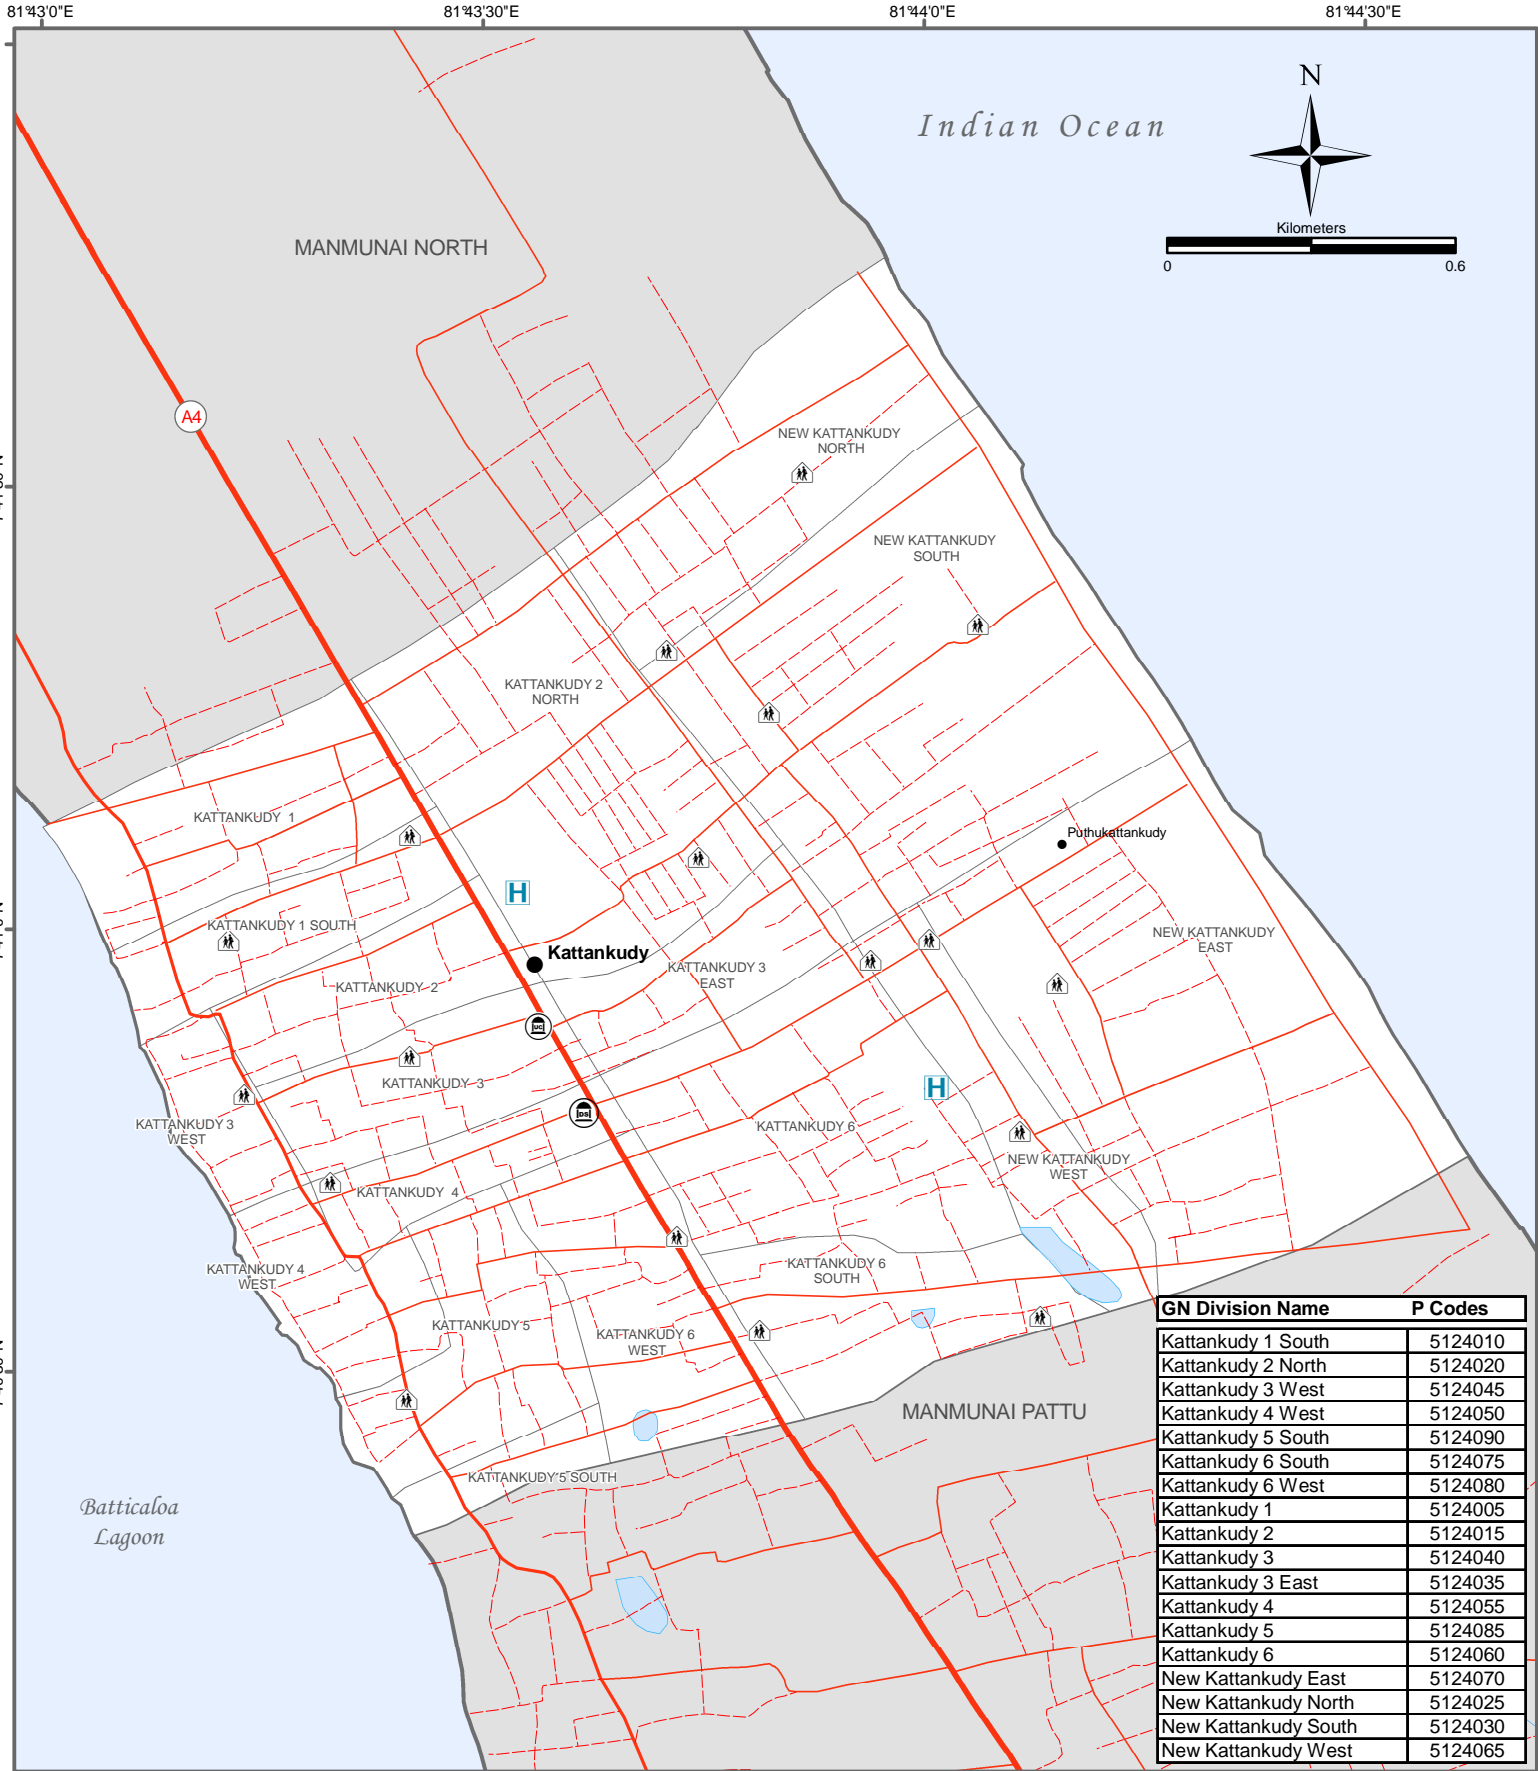 81°43'0"E
81°43'30"E
81°44'0"E
81°44'30"E
Indian Ocean
N
Kilometers
0
0.6
MANMUNAI NORTH
A4
NEW KATTANKUDY
NORTH
NEW KATTANKUDY
SOUTH
KATTANKUDY 2
NORTH
KATTANKUDY 1
Puthukattankudy
H
KATTANKUDY 1 SOUTH
Kattankudy
NEW KATTANKUDY
EAST
KATTANKUDY 3
EAST
KATTANKUDY 2
UC
KATTANKUDY 3
H
DS
KATTANKUDY 3
WEST
KATTANKUDY 6
NEW KATTANKUDY
WEST
KATTANKUDY 4
KATTANKUDY 4
WEST
KATTANKUDY 6
SOUTH
KATTANKUDY 5
KATTANKUDY 6
WEST
MANMUNAI PATTU
KATTANKUDY 5 SOUTH
Batticaloa
Lagoon
GN Division Name P Codes
Kattankudy 1 South 5124010
Kattankudy 2 North 5124020
Kattankudy 3 West 5124045
Kattankudy 4 West 5124050
Kattankudy 5 South 5124090
Kattankudy 6 South 5124075
Kattankudy 6 West 5124080
Kattankudy 1 5124005
Kattankudy 2 5124015
Kattankudy 3 5124040
Kattankudy 3 East 5124035
Kattankudy 4 5124055
Kattankudy 5 5124085
Kattankudy 6 5124060
New Kattankudy East 5124070
New Kattankudy North 5124025
New Kattankudy South 5124030
New Kattankudy West 5124065